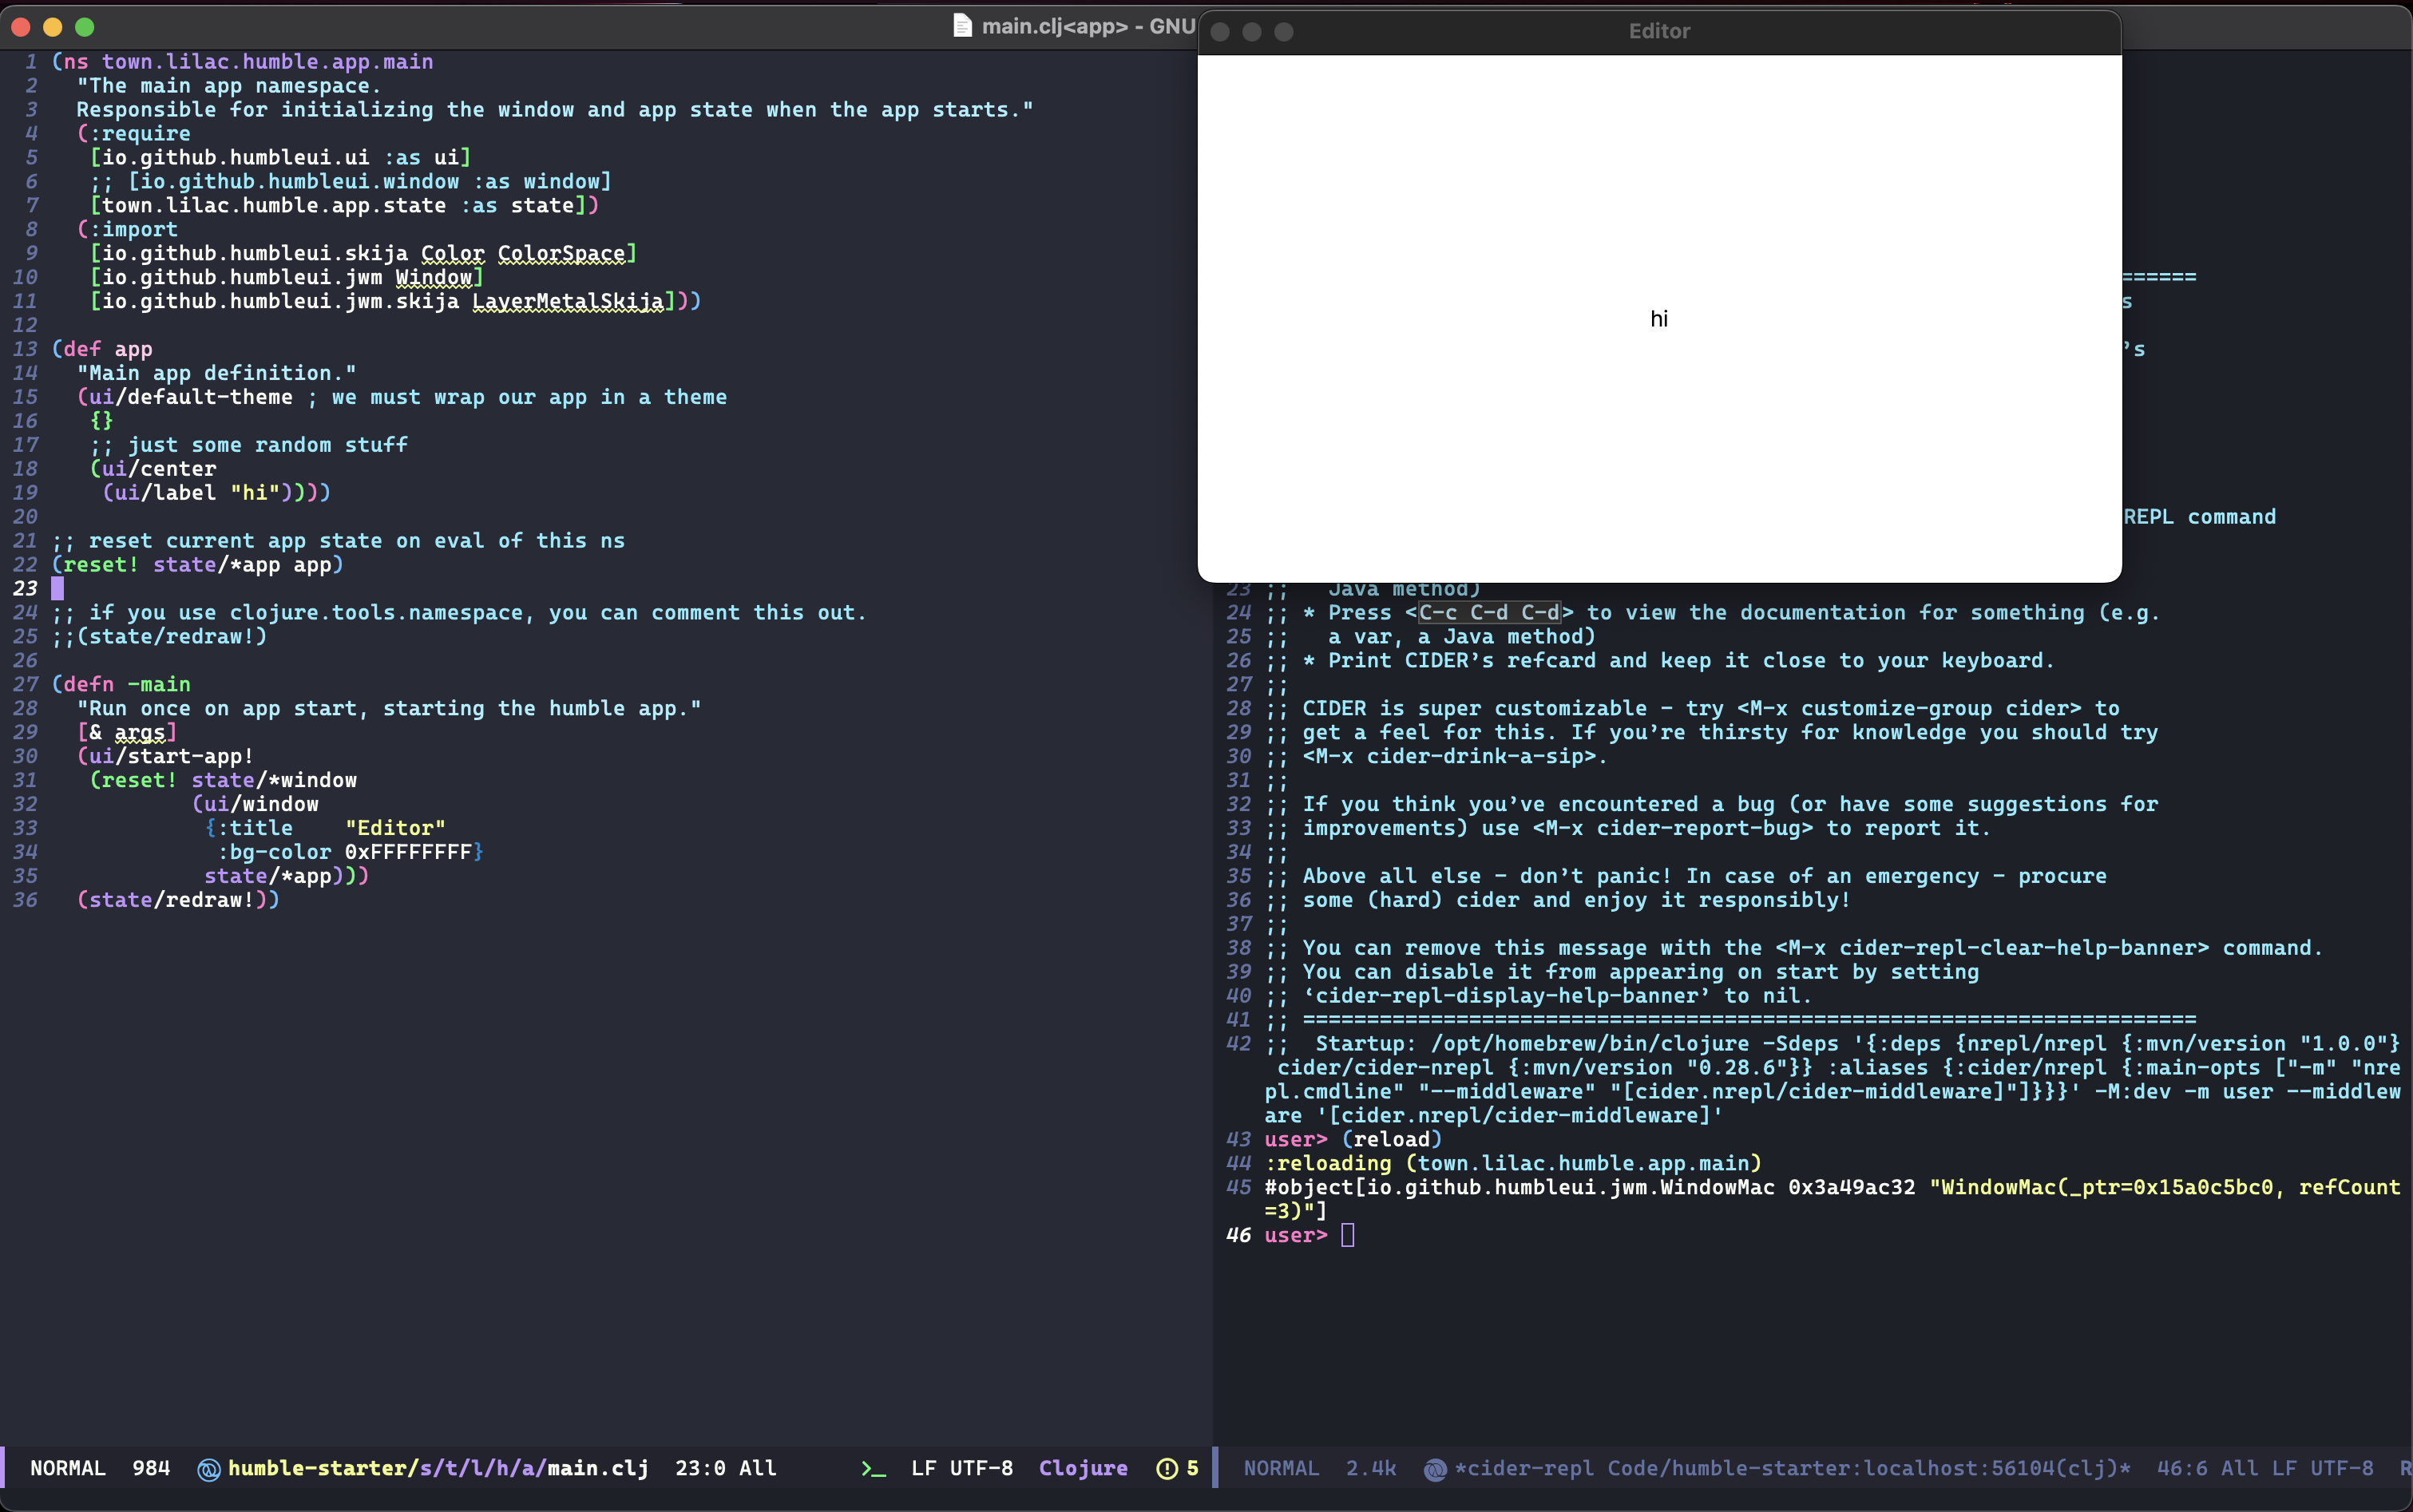 main.clj<app> - GNU
1 (ns town.lilac.humble.app.main
2   "The main app namespace.
3   Responsible for initializing the window and app state when the app starts."
4   (:require
5    [io.github.humbleui.ui :as ui]
6    ;; [io.github.humbleui.window :as window]
7    [town.lilac.humble.app.state :as state])
8   (:import
9    [io.github.humbleui.skija Color ColorSpace]
10    [io.github.humbleui.jwm Window]
11    [io.github.humbleui.jwm.skija LayerMetalSkija]))
12
13 (def app
14   "Main app definition."
15   (ui/default-theme ; we must wrap our app in a theme
16    {}
17    ;; just some random stuff
18    (ui/center
19     (ui/label "hi"))))
20
21 ;; reset current app state on eval of this ns
22 (reset! state/*app app)
23
24 ;; if you use clojure.tools.namespace, you can comment this out.
25 ;;(state/redraw!)
26
27 (defn -main
28   "Run once on app start, starting the humble app."
29   [& args]
30   (ui/start-app!
31    (reset! state/*window
32            (ui/window
33             {:title    "Editor"
34              :bg-color 0xFFFFFFFF}
35             state/*app)))
36   (state/redraw!))
NORMAL 984 humble-starter/s/t/l/h/a/main.clj 23:0 All >_ LF UTF-8 Clojure 5
Editor
hi
======
s
’s
REPL command
23 ;;   Java method)
24 ;; * Press <C-c C-d C-d> to view the documentation for something (e.g.
25 ;;   a var, a Java method)
26 ;; * Print CIDER’s refcard and keep it close to your keyboard.
27 ;;
28 ;; CIDER is super customizable - try <M-x customize-group cider> to
29 ;; get a feel for this. If you’re thirsty for knowledge you should try
30 ;; <M-x cider-drink-a-sip>.
31 ;;
32 ;; If you think you’ve encountered a bug (or have some suggestions for
33 ;; improvements) use <M-x cider-report-bug> to report it.
34 ;;
35 ;; Above all else - don’t panic! In case of an emergency - procure
36 ;; some (hard) cider and enjoy it responsibly!
37 ;;
38 ;; You can remove this message with the <M-x cider-repl-clear-help-banner> command.
39 ;; You can disable it from appearing on start by setting
40 ;; ‘cider-repl-display-help-banner’ to nil.
41 ;; ======================================================================
42 ;;  Startup: /opt/homebrew/bin/clojure -Sdeps '{:deps {nrepl/nrepl {:mvn/version "1.0.0"}
cider/cider-nrepl {:mvn/version "0.28.6"}} :aliases {:cider/nrepl {:main-opts ["-m" "nre
pl.cmdline" "--middleware" "[cider.nrepl/cider-middleware]"]}}}' -M:dev -m user --middlew
are '[cider.nrepl/cider-middleware]'
43 user> (reload)
44 :reloading (town.lilac.humble.app.main)
45 #object[io.github.humbleui.jwm.WindowMac 0x3a49ac32 "WindowMac(_ptr=0x15a0c5bc0, refCount
=3)"]
46 user>
NORMAL 2.4k *cider-repl Code/humble-starter:localhost:56104(clj)* 46:6 All LF UTF-8 R